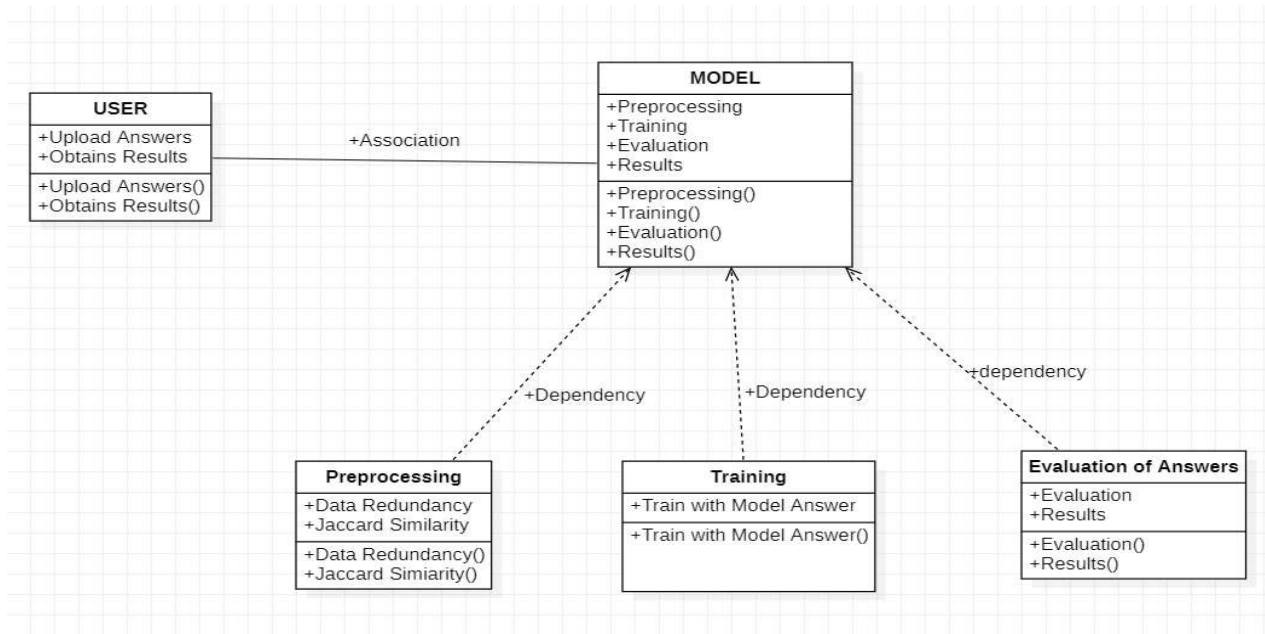 USER
+Upload Answers
+Obtains Results
+Upload Answers()
+Obtains Results()
+Association
MODEL
+Preprocessing
+Training
+Evaluation
+Results
+Preprocessing()
+Training()
+Evaluation()
+Results()
+Dependency
+Dependency
+dependency
Preprocessing
+Data Redundancy
+Jaccard Similarity
+Data Redundancy()
+Jaccard Simiarity()
Training
+Train with Model Answer
+Train with Model Answer()
Evaluation of Answers
+Evaluation
+Results
+Evaluation()
+Results()